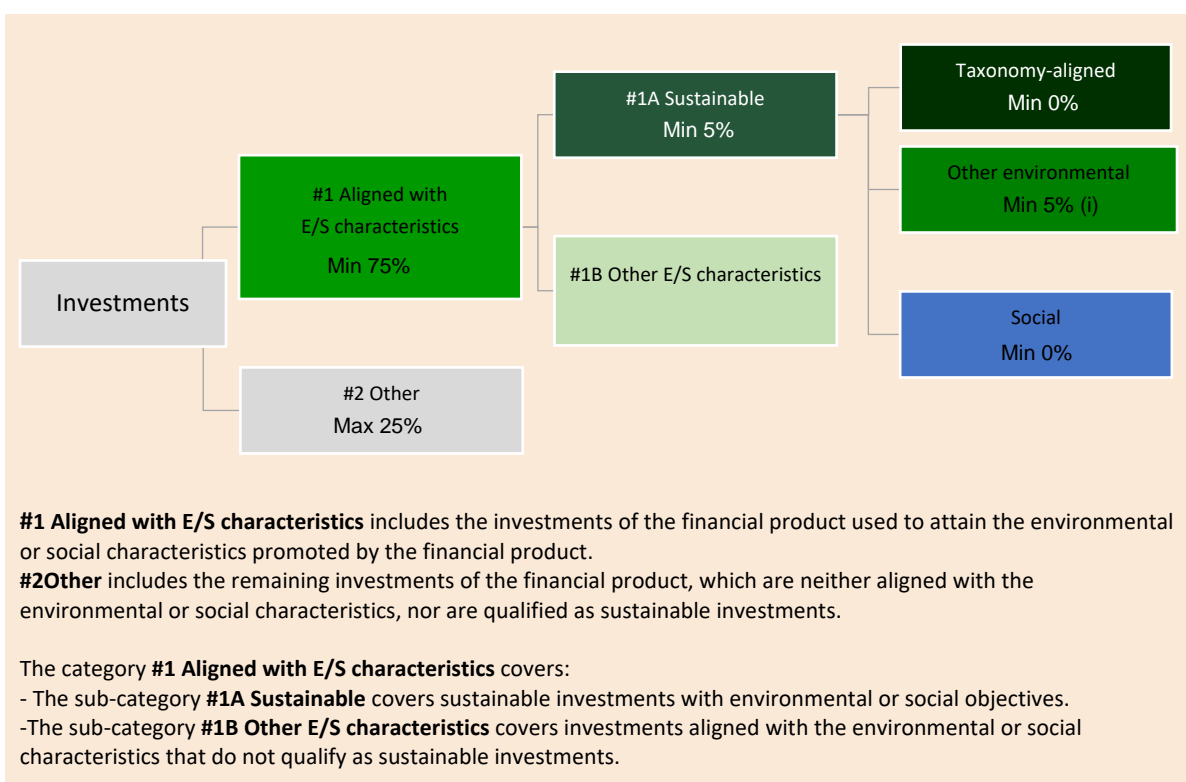 Investments
#1 Aligned with
E/S characteristics
Min 75%
#2 Other
Max 25%
#1A Sustainable
Min 5%
#1B Other E/S characteristics
Taxonomy-aligned
Min 0%
Other environmental
Min 5% (i)
Social
Min 0%
#1 Aligned with E/S characteristics includes the investments of the financial product used to attain the environmental
or social characteristics promoted by the financial product.
#2Other includes the remaining investments of the financial product, which are neither aligned with the
environmental or social characteristics, nor are qualified as sustainable investments.
The category #1 Aligned with E/S characteristics covers:
- The sub-category #1A Sustainable covers sustainable investments with environmental or social objectives.
-The sub-category #1B Other E/S characteristics covers investments aligned with the environmental or social
characteristics that do not qualify as sustainable investments.